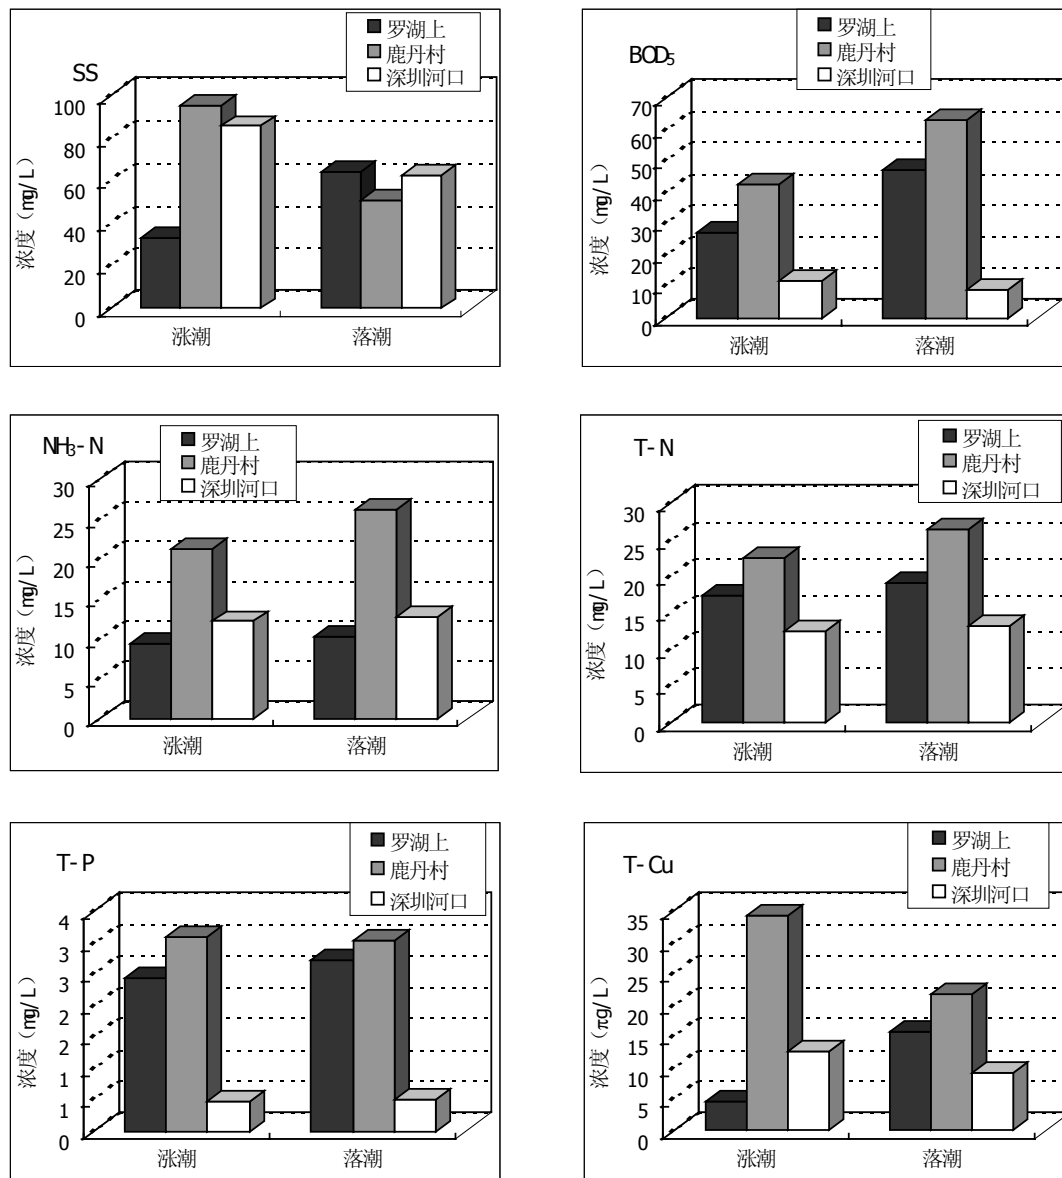 SS
罗湖上
鹿丹村
深圳河口
浓度（mg/L）
100
80
60
40
20
0
涨潮
落潮
BOD₅
罗湖上
鹿丹村
深圳河口
浓度（mg/L）
70
60
50
40
30
20
10
0
涨潮
落潮
NH₃-N
罗湖上
鹿丹村
深圳河口
浓度（mg/L）
30
25
20
15
10
5
0
涨潮
落潮
T-N
罗湖上
鹿丹村
深圳河口
浓度（mg/L）
30
25
20
15
10
5
0
涨潮
落潮
T-P
罗湖上
鹿丹村
深圳河口
浓度（mg/L）
4
3
3
2
2
1
1
0
涨潮
落潮
T-Cu
罗湖上
鹿丹村
深圳河口
浓度（πg/L）
35
30
25
20
15
10
5
0
涨潮
落潮